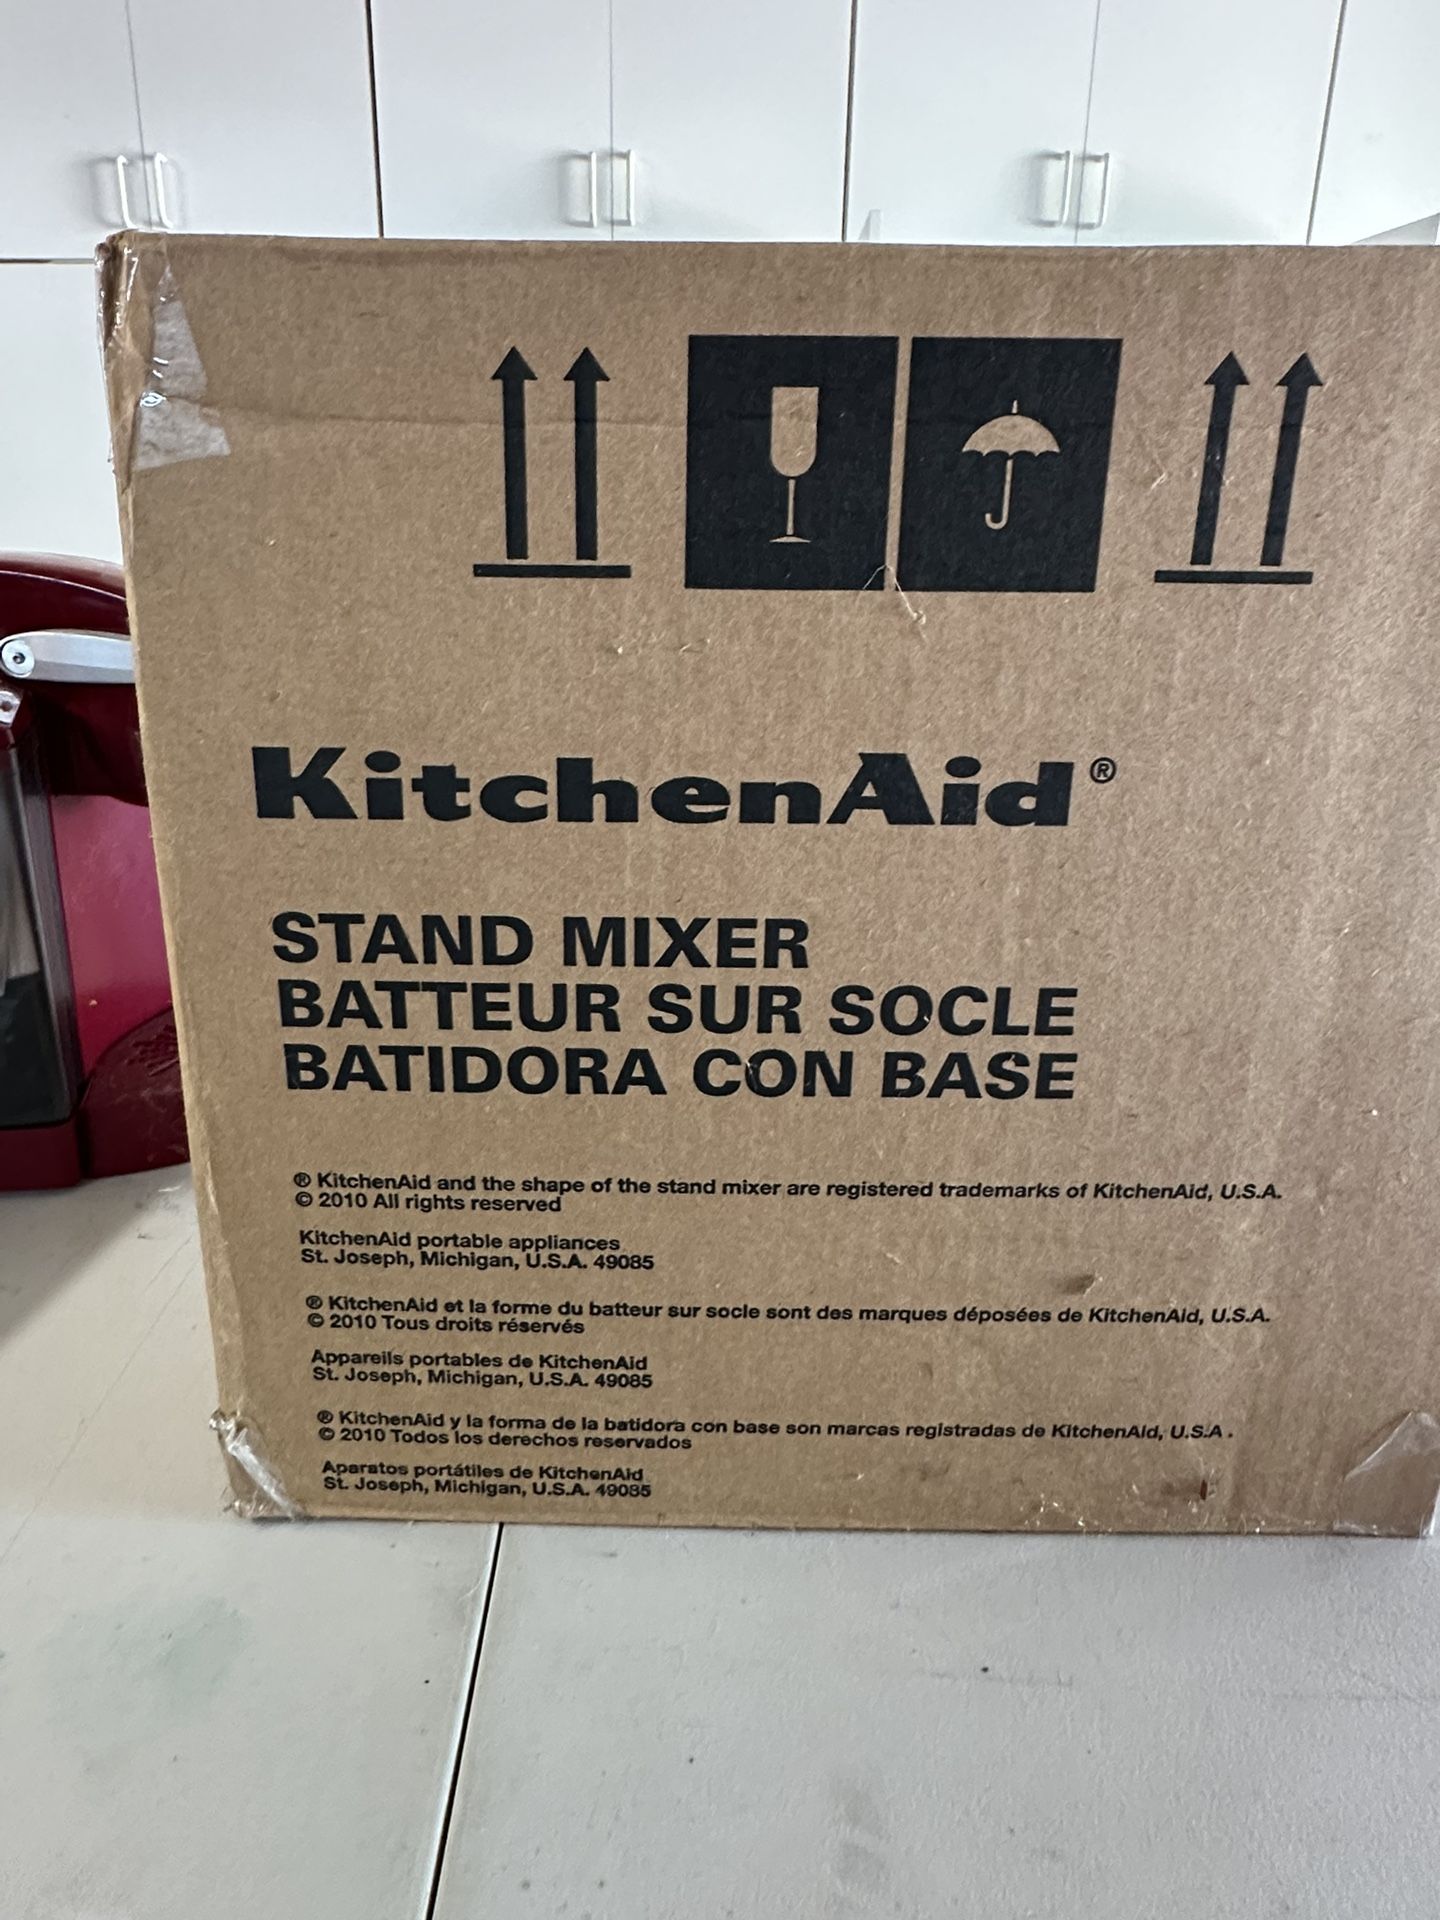 KitchenAid®
STAND MIXER
BATTEUR SUR SOCLE
BATIDORA CON BASE
® KitchenAid and the shape of the stand mixer are registered trademarks of KitchenAid, U.S.A.
© 2010 All rights reserved
KitchenAid portable appliances
St. Joseph, Michigan, U.S.A. 49085
® KitchenAid et la forme du batteur sur socle sont des marques déposées de KitchenAid, U.S.A.
© 2010 Tous droits réservés
Appareils portables de KitchenAid
St. Joseph, Michigan, U.S.A. 49085
® KitchenAid y la forma de la batidora con base son marcas registradas de KitchenAid, U.S.A .
© 2010 Todos los derechos reservados
Aparatos portátiles de KitchenAid
St. Joseph, Michigan, U.S.A. 49085